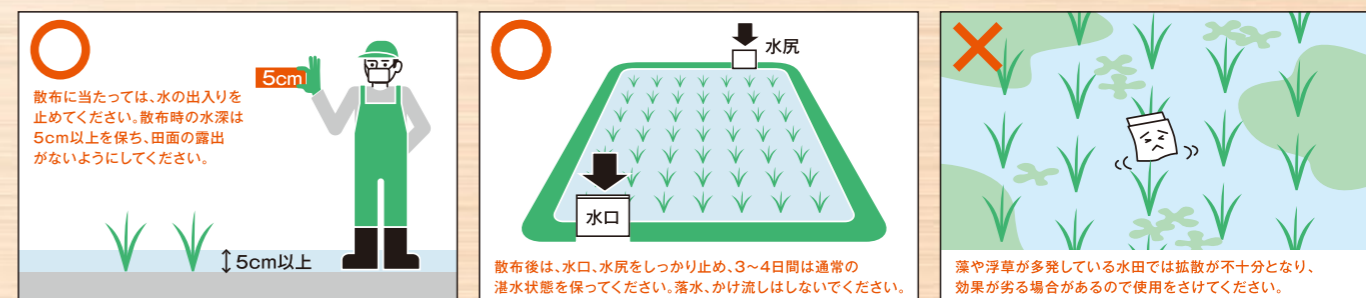 散布に当たっては、水の出入りを
止めてください。散布時の水深は
5cm以上を保ち、田面の露出
がないようにしてください。
5cm
5cm以上
水尻
水口
散布後は、水口、水尻をしっかり止め、3〜4日間は通常の
湛水状態を保ってください。落水、かけ流しはしないでください。
藻や浮草が多発している水田では拡散が不十分となり、
効果が劣る場合があるので使用をさけてください。